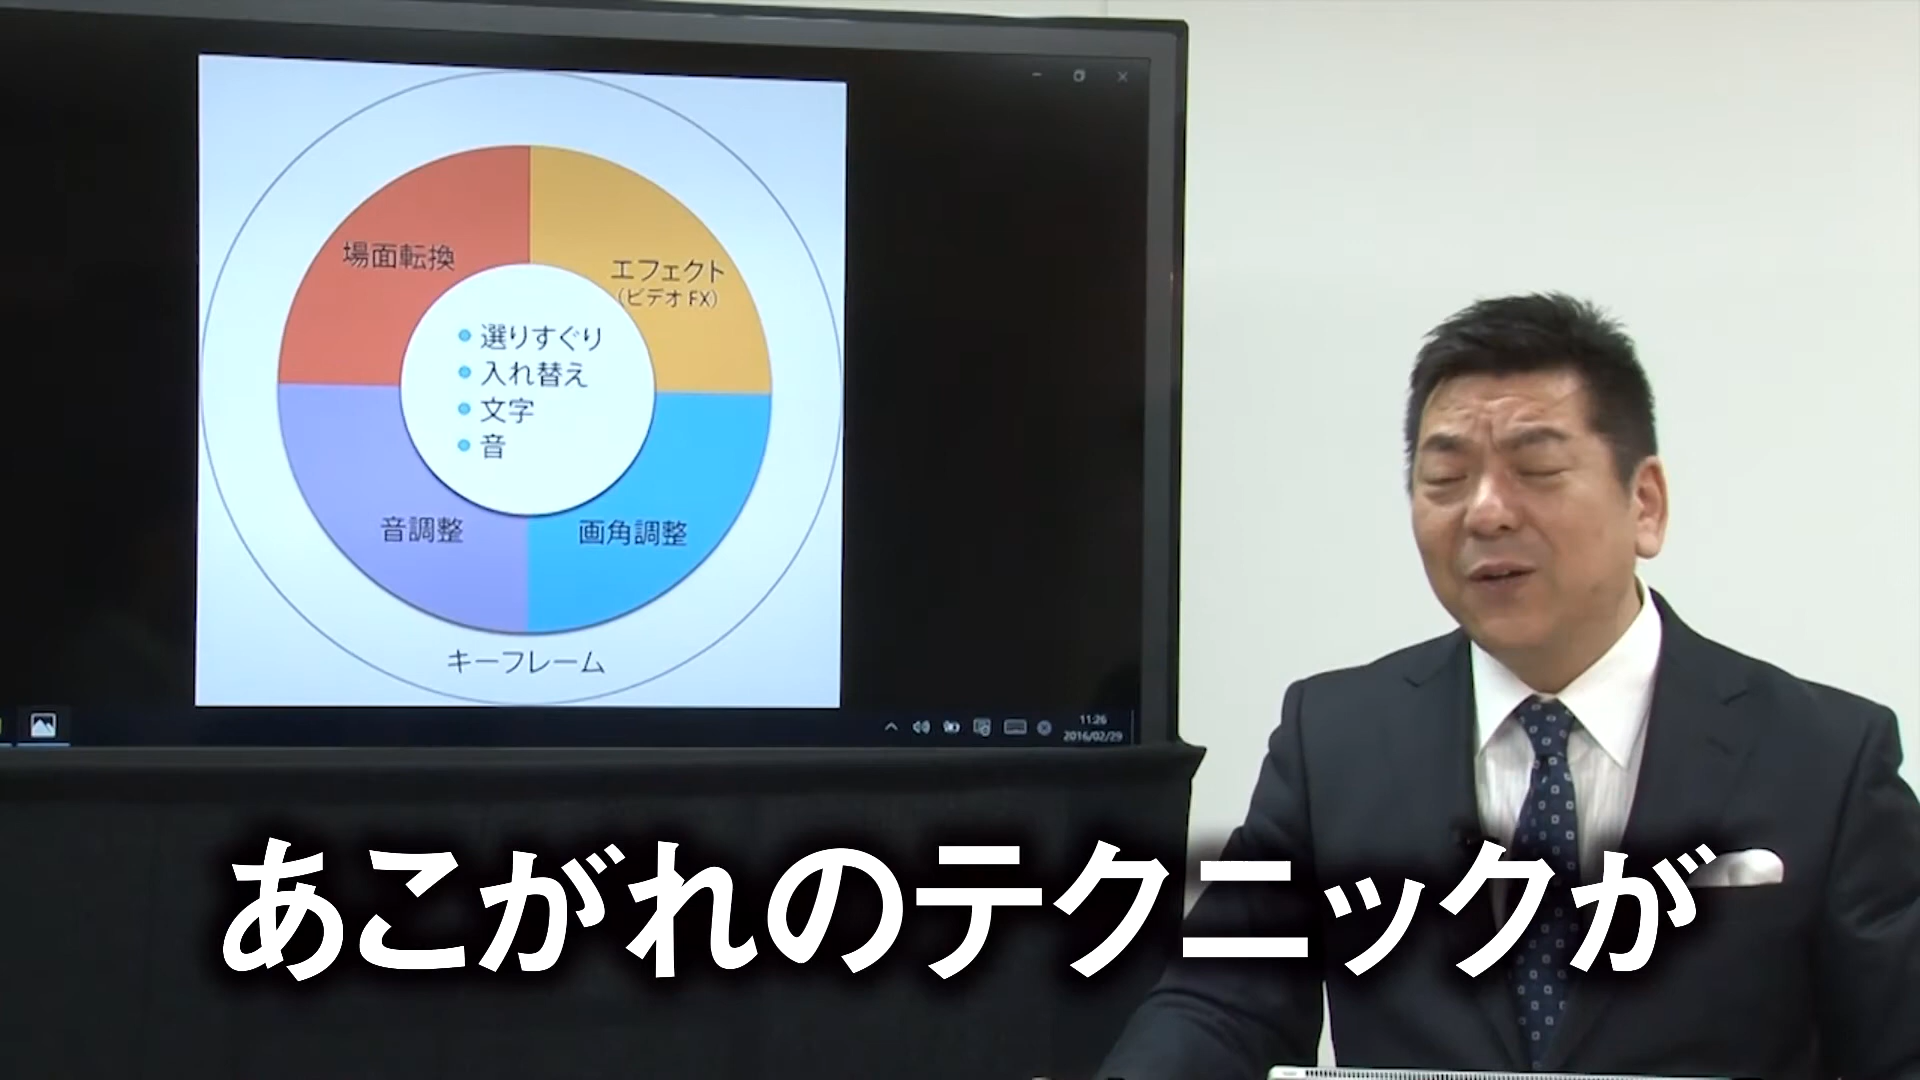 場面転換
エフェクト
（ビデオ FX）
選りすぐり
入れ替え
文字
音
音調整
画角調整
キーフレーム
11:26
2016/02/29
あこがれのテクニックが